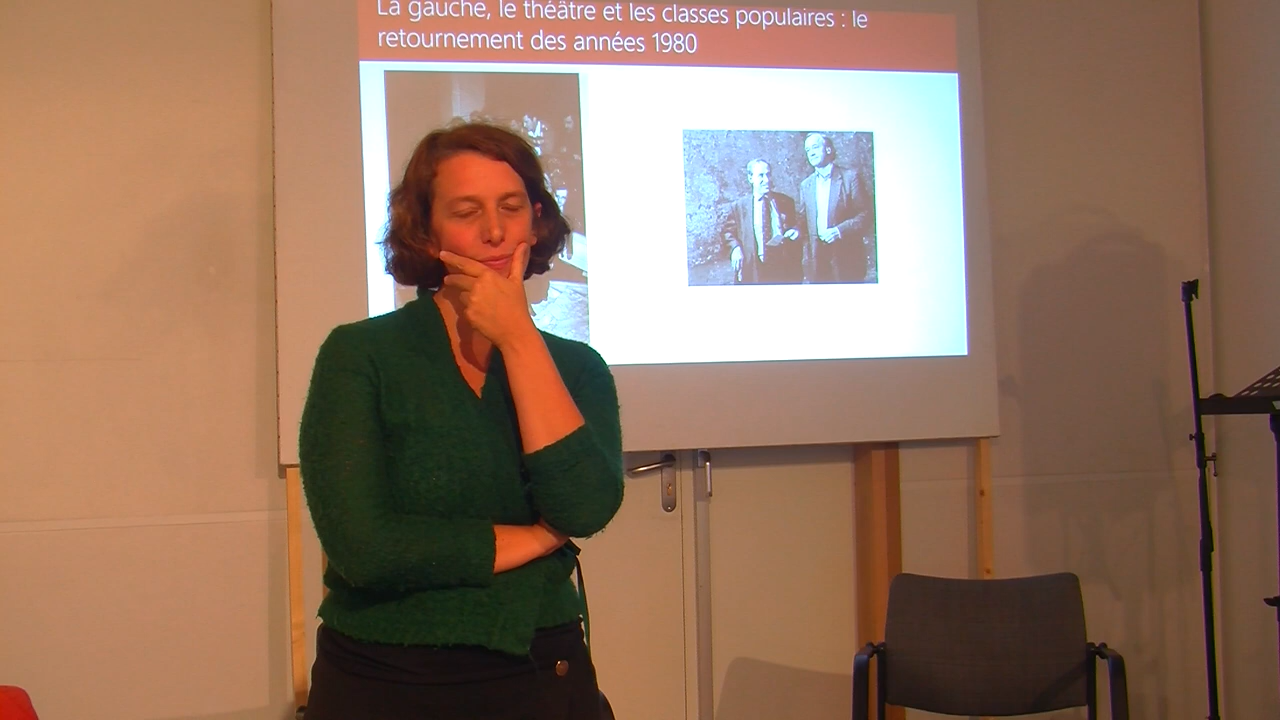 La gauche, le théâtre et les classes populaires : le
retournement des années 1980